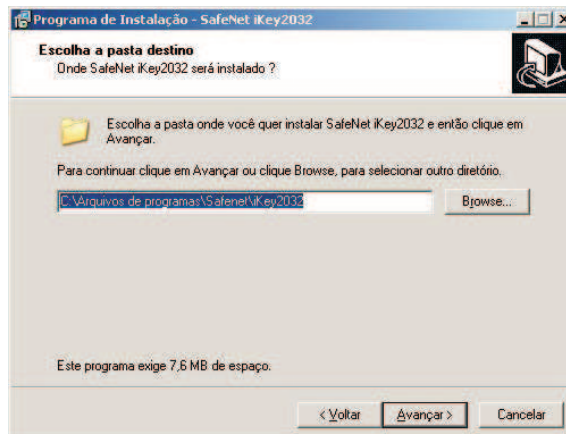 Programa de Instalação - SafeNet iKey2032
Escolha a pasta destino
Onde SafeNet iKey2032 será instalado ?
Escolha a pasta onde você quer instalar SafeNet iKey2032 e então clique em
Avançar.
Para continuar clique em Avançar ou clique Browse, para selecionar outro diretório.
C:\Arquivos de programas\Safenet\iKey2032
Browse...
Este programa exige 7,6 MB de espaço.
< Voltar Avançar > Cancelar